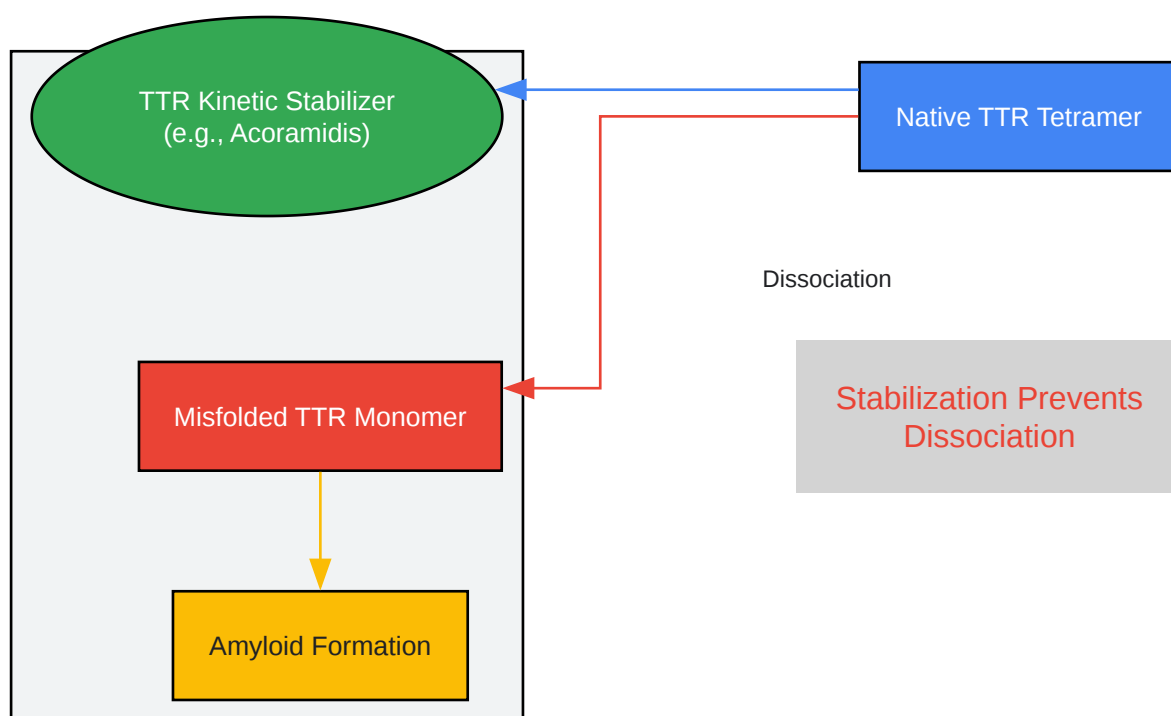 TTR Kinetic Stabilizer
(e.g., Acoramidis)
Native TTR Tetramer
Dissociation
Stabilization Prevents
Dissociation
Misfolded TTR Monomer
Amyloid Formation